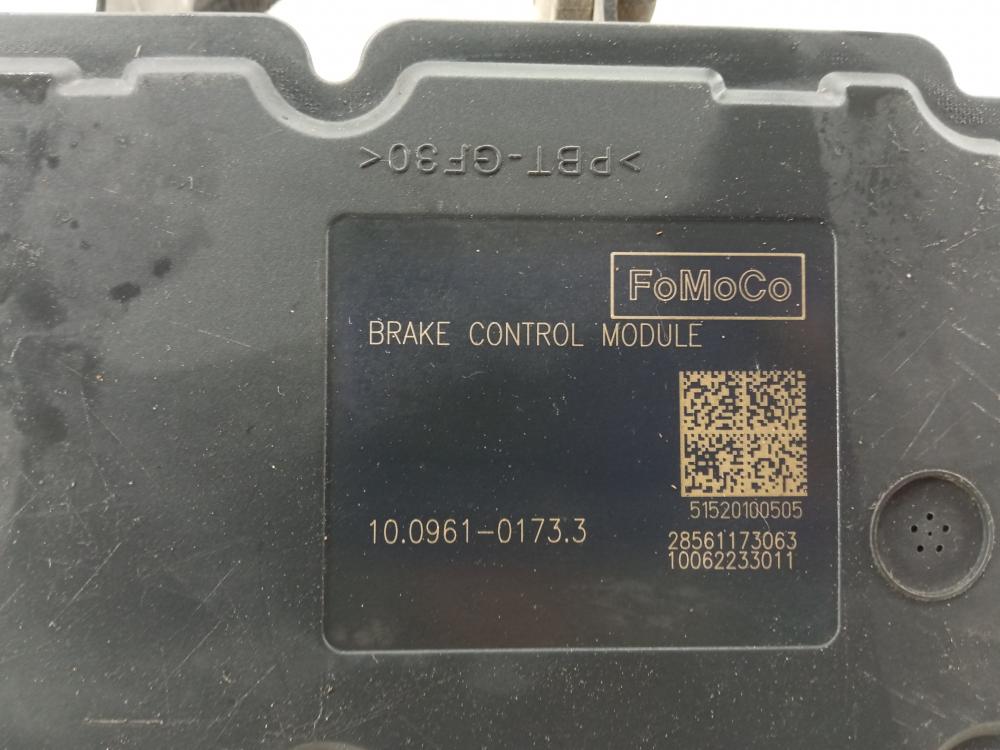 >PBT-GF30<
FoMoCo
BRAKE CONTROL MODULE
51520100505
10.0961-0173.3
28561173063
10062233011